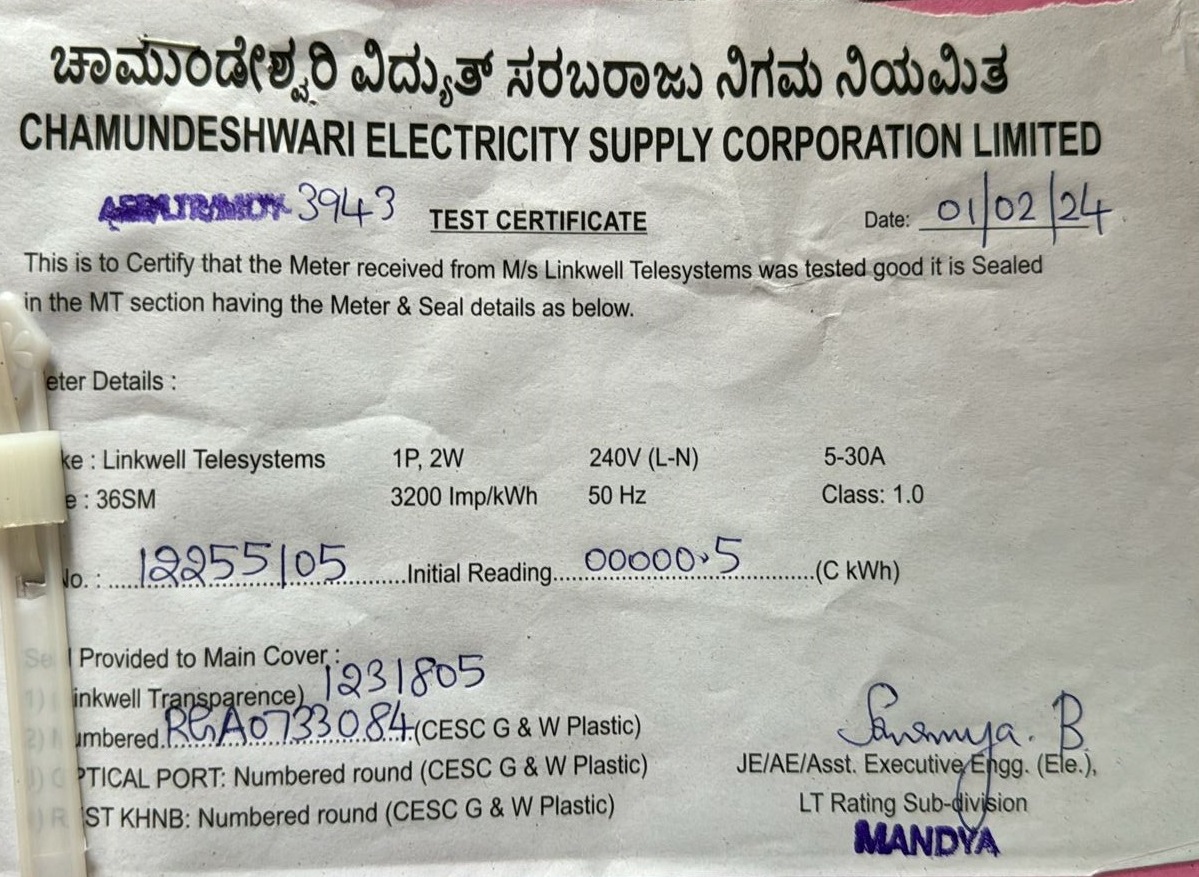 ಚಾಮುಂಡೇಶ್ವರಿ ವಿದ್ಯುತ್ ಸರಬರಾಜು ನಿಗಮ ನಿಯಮಿತ
CHAMUNDESHWARI ELECTRICITY SUPPLY CORPORATION LIMITED
3943 TEST CERTIFICATE Date: 01/02/24
This is to Certify that the Meter received from M/s Linkwell Telesystems was tested good it is Sealed
in the MT section having the Meter & Seal details as below.
eter Details :
ke : Linkwell Telesystems 1P, 2W 240V (L-N) 5-30A
e : 36SM 3200 Imp/kWh 50 Hz Class: 1.0
No. : 12255105 Initial Reading 00000.5 (C kWh)
Se l Provided to Main Cover :
1) inkwell Transparence) 1231805
2) umbered RGA0733084 (CESC G & W Plastic)
) PTICAL PORT: Numbered round (CESC G & W Plastic)
) R ST KHNB: Numbered round (CESC G & W Plastic)
JE/AE/Asst. Executive Engg. (Ele.),
LT Rating Sub-division
MANDYA